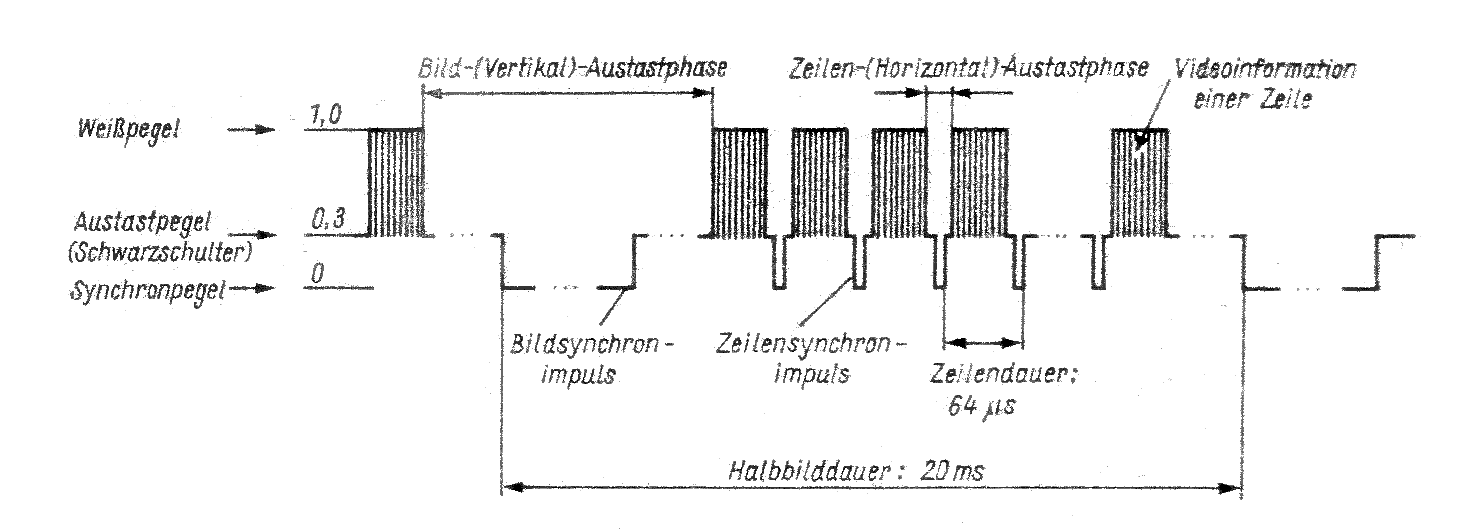 Bild-(Vertikal)-Austastphase
Zeilen-(Horizontal)-Austastphase
Videoinformation
einer Zeile
Weißpegel
1,0
Austastpegel
(Schwarzschulter)
0,3
Synchronpegel
0
Bildsynchron-
impuls
Zeilensynchron-
impuls
Zeilendauer:
64 µs
Halbbilddauer: 20 ms